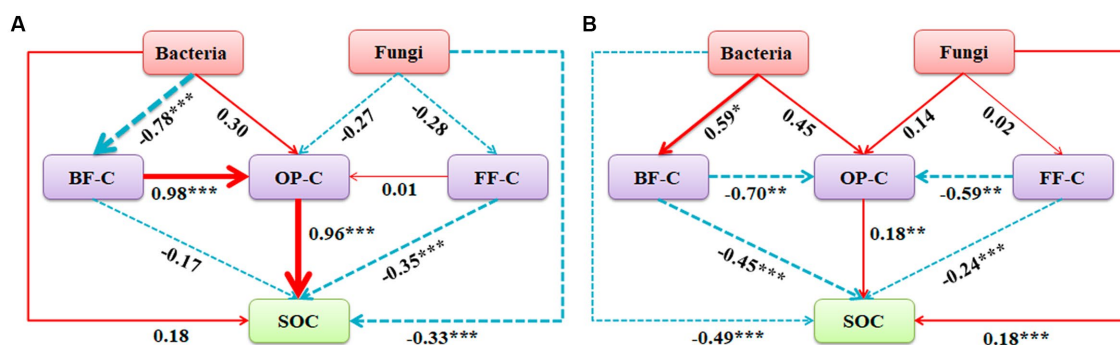 A
B
Bacteria
Fungi
Bacteria
Fungi
-0.78***
0.30
-0.27
-0.28
0.59*
0.45
0.14
0.02
BF-C
OP-C
FF-C
BF-C
OP-C
FF-C
0.98***
0.01
-0.70**
-0.59**
-0.17
0.96***
-0.35***
-0.45***
0.18**
-0.24***
SOC
SOC
0.18
-0.33***
-0.49***
0.18***